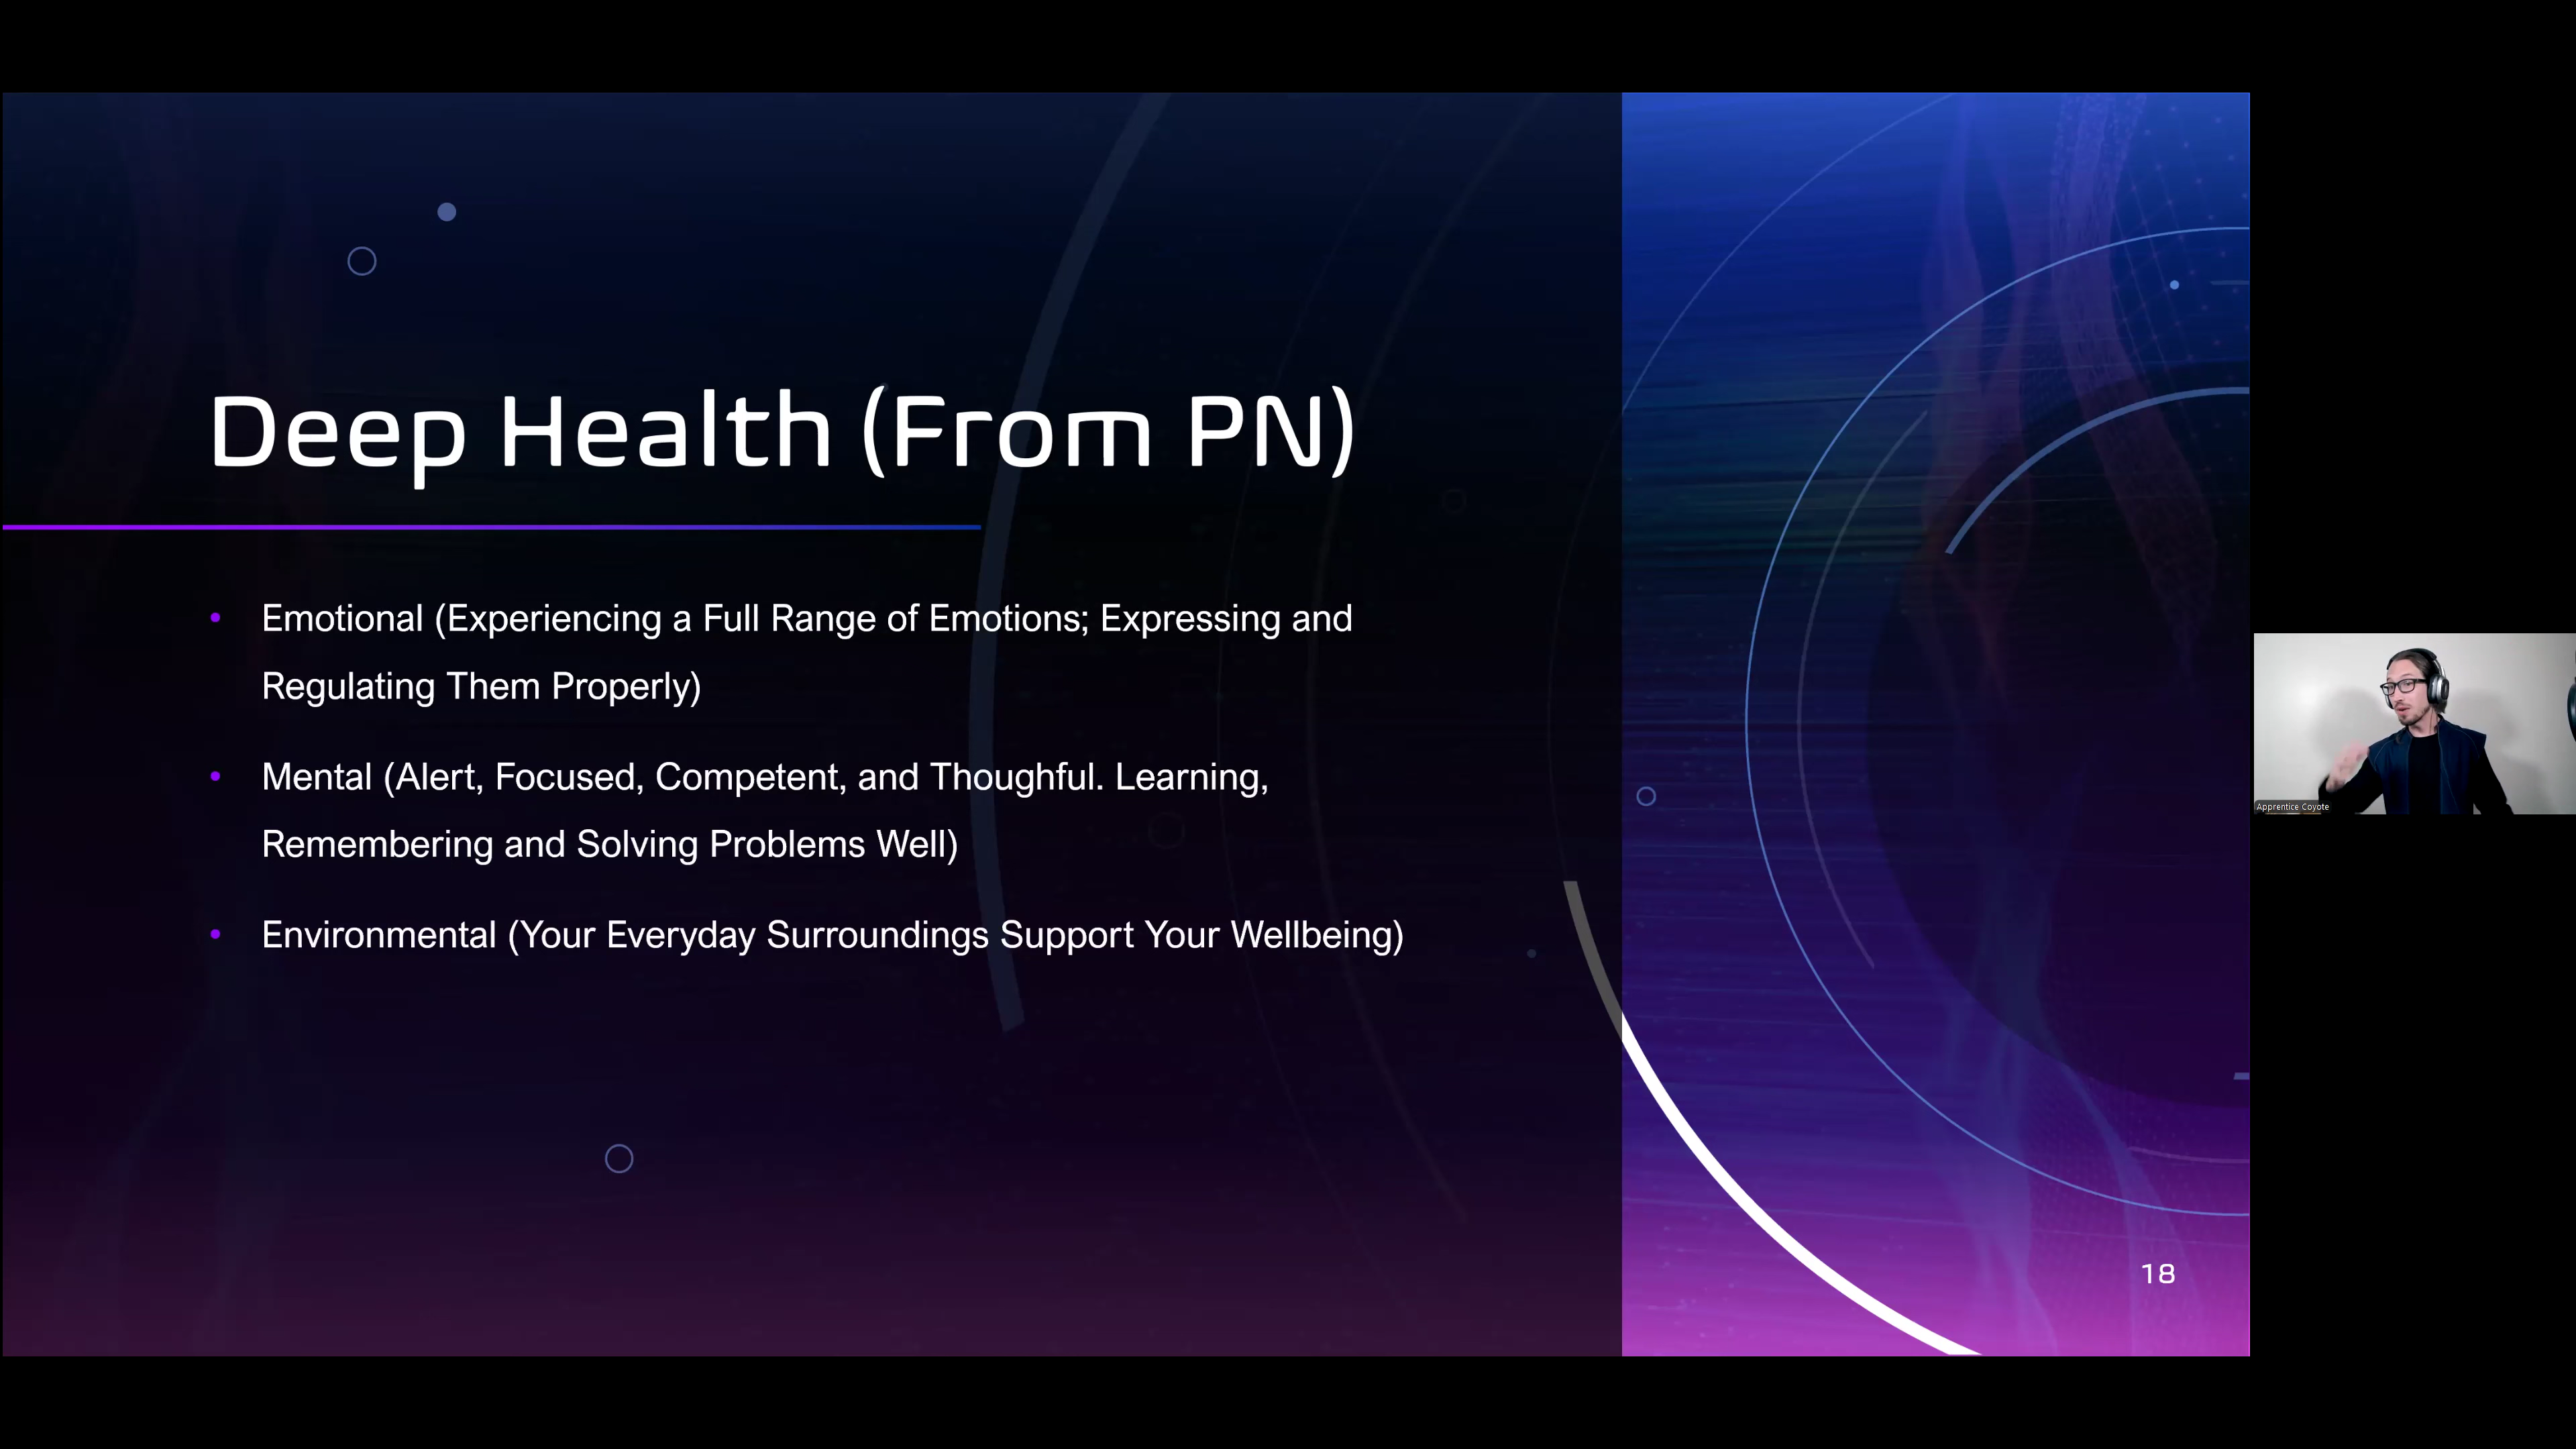 Deep Health (From PN)
• Emotional (Experiencing a Full Range of Emotions; Expressing and
Regulating Them Properly)
• Mental (Alert, Focused, Competent, and Thoughful. Learning,
Remembering and Solving Problems Well)
• Environmental (Your Everyday Surroundings Support Your Wellbeing)
Apprentice Coyote
18